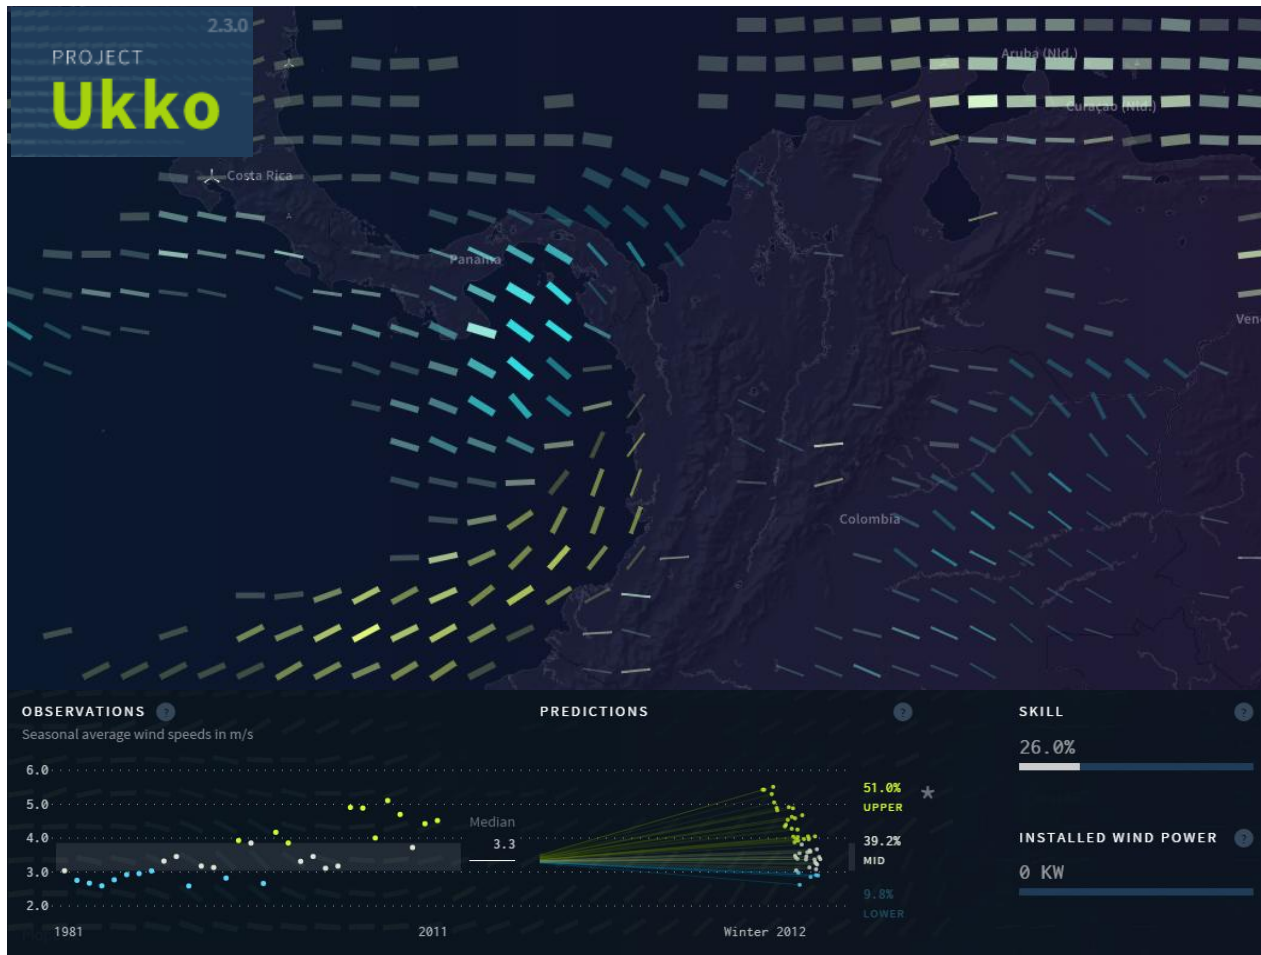 2.3.0
PROJECT
Ukko
Aruba (Nld.)
Curaçao (Nld.)
Costa Rica
Panama
Ven
Colombia
OBSERVATIONS ?
Seasonal average wind speeds in m/s
6.0
5.0
4.0
3.0
2.0
1981
2011
Median
3.3
PREDICTIONS ?
51.0% *
UPPER
39.2%
MID
9.8%
LOWER
Winter 2012
SKILL ?
26.0%
INSTALLED WIND POWER ?
0 KW